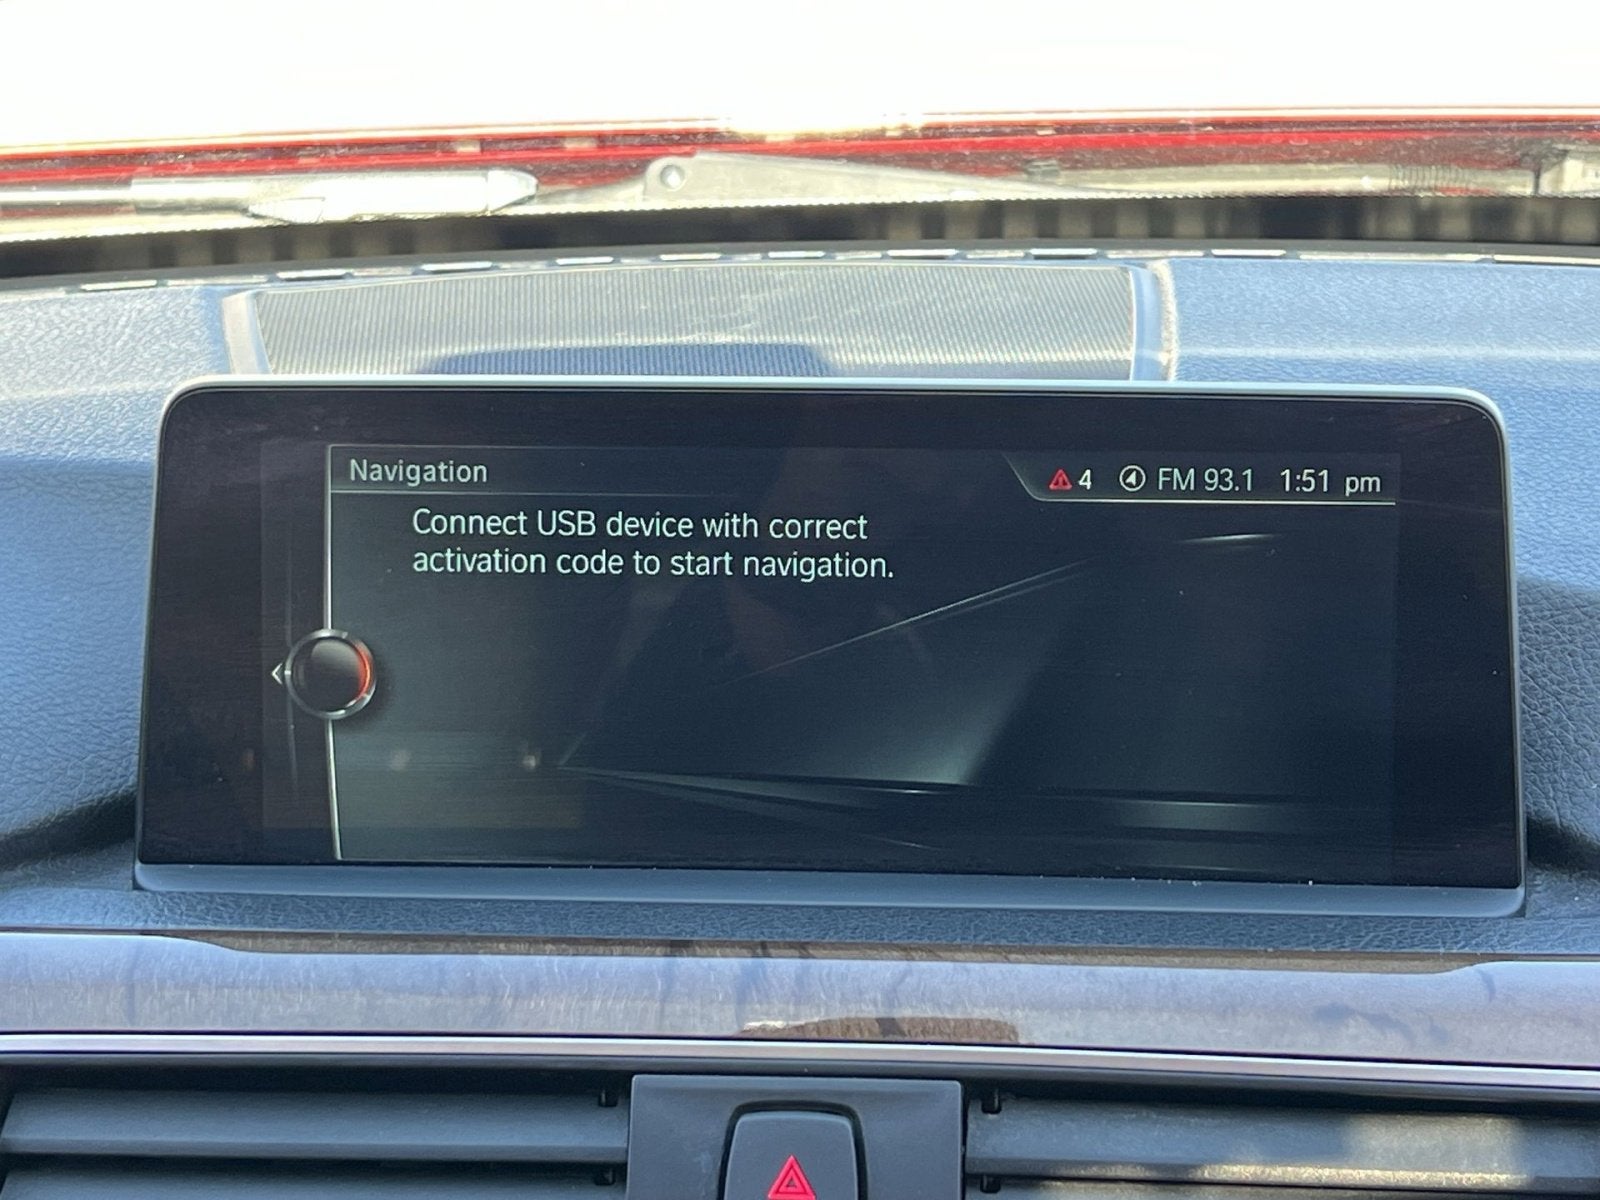 Navigation
4 FM 93.1 1:51 pm
Connect USB device with correct
activation code to start navigation.